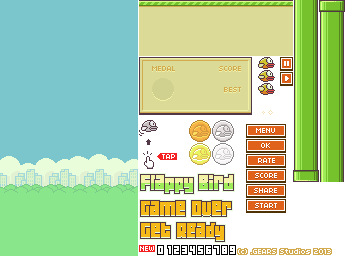 MEDAL SCORE
BEST
MENU
OK
TAP
RATE
Flappy Bird
SCORE
SHARE
Game Over
START
Get Ready
NEW 0 1 2 3 4 5 6 7 8 9
(c) .GEARS Studios 2013